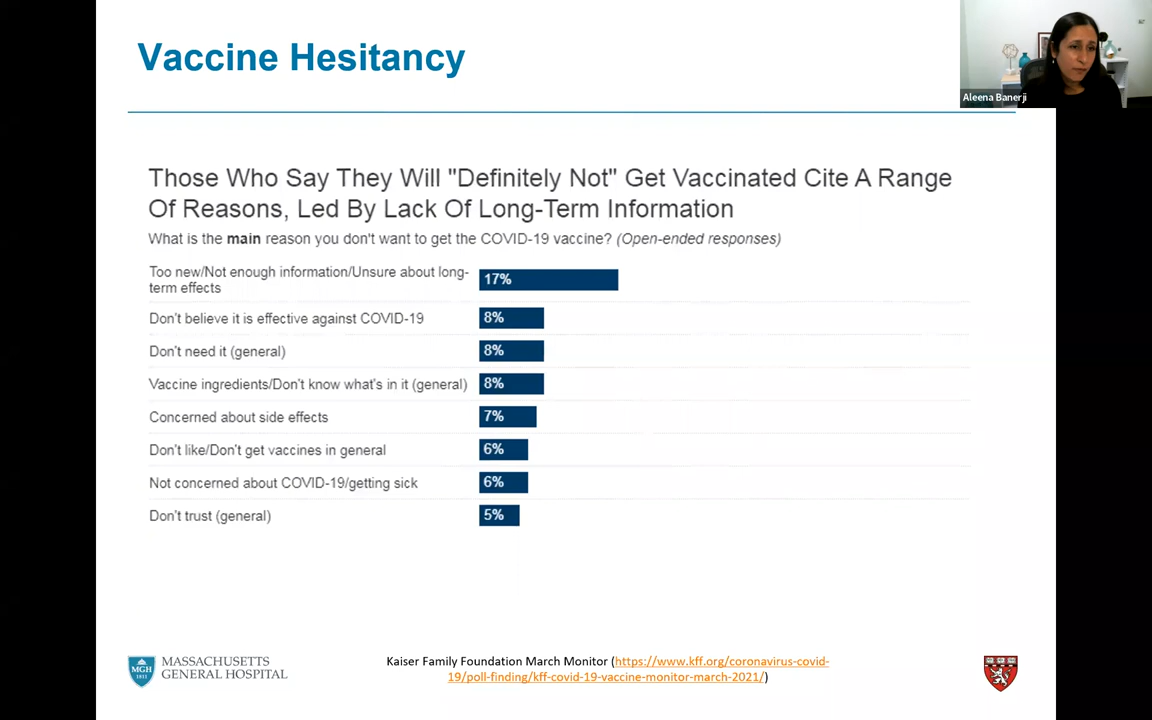 Vaccine Hesitancy
Aleena Banerji
Those Who Say They Will "Definitely Not" Get Vaccinated Cite A Range
Of Reasons, Led By Lack Of Long-Term Information
What is the main reason you don't want to get the COVID-19 vaccine? (Open-ended responses)
Too new/Not enough information/Unsure about long-
term effects
17%
Don't believe it is effective against COVID-19
8%
Don't need it (general)
8%
Vaccine ingredients/Don't know what's in it (general)
8%
Concerned about side effects
7%
Don't like/Don't get vaccines in general
6%
Not concerned about COVID-19/getting sick
6%
Don't trust (general)
5%
MGH
1811
MASSACHUSETTS
GENERAL HOSPITAL
Kaiser Family Foundation March Monitor (https://www.kff.org/coronavirus-covid-
19/poll-finding/kff-covid-19-vaccine-monitor-march-2021/)